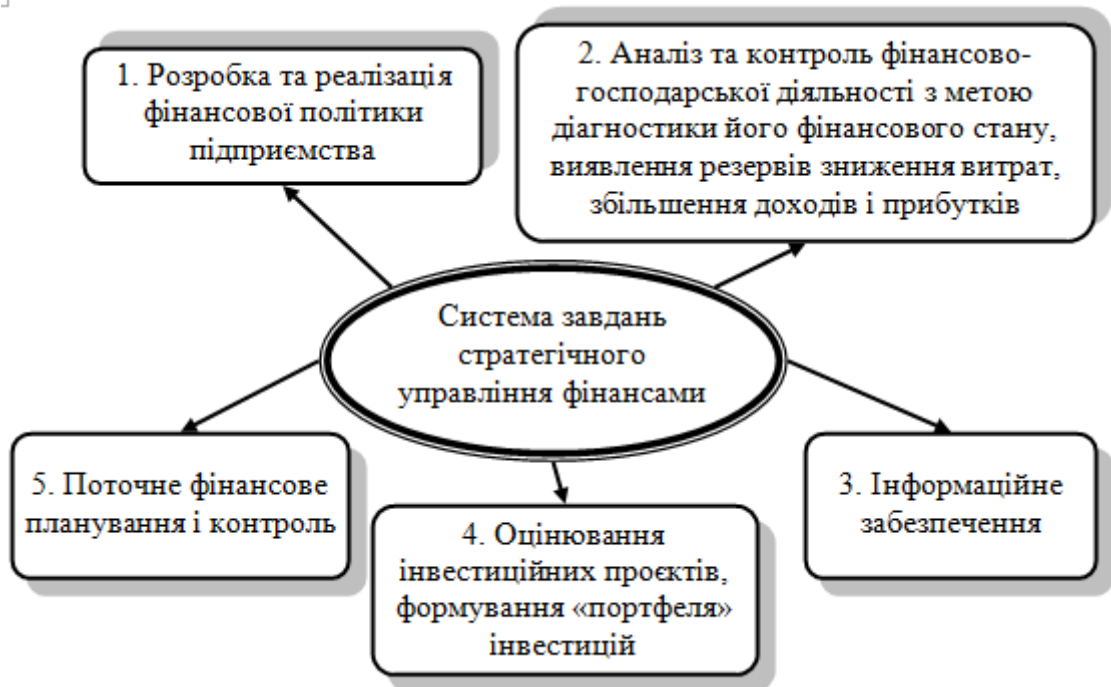 1. Розробка та реалізація
фінансової політики
підприємства
2. Аналіз та контроль фінансово-
господарської діяльності з метою
діагностики його фінансового стану,
виявлення резервів зниження витрат,
збільшення доходів і прибутків
Система завдань
стратегічного
управління фінансами
5. Поточне фінансове
планування і контроль
4. Оцінювання
інвестиційних проєктів,
формування «портфеля»
інвестицій
3. Інформаційне
забезпечення